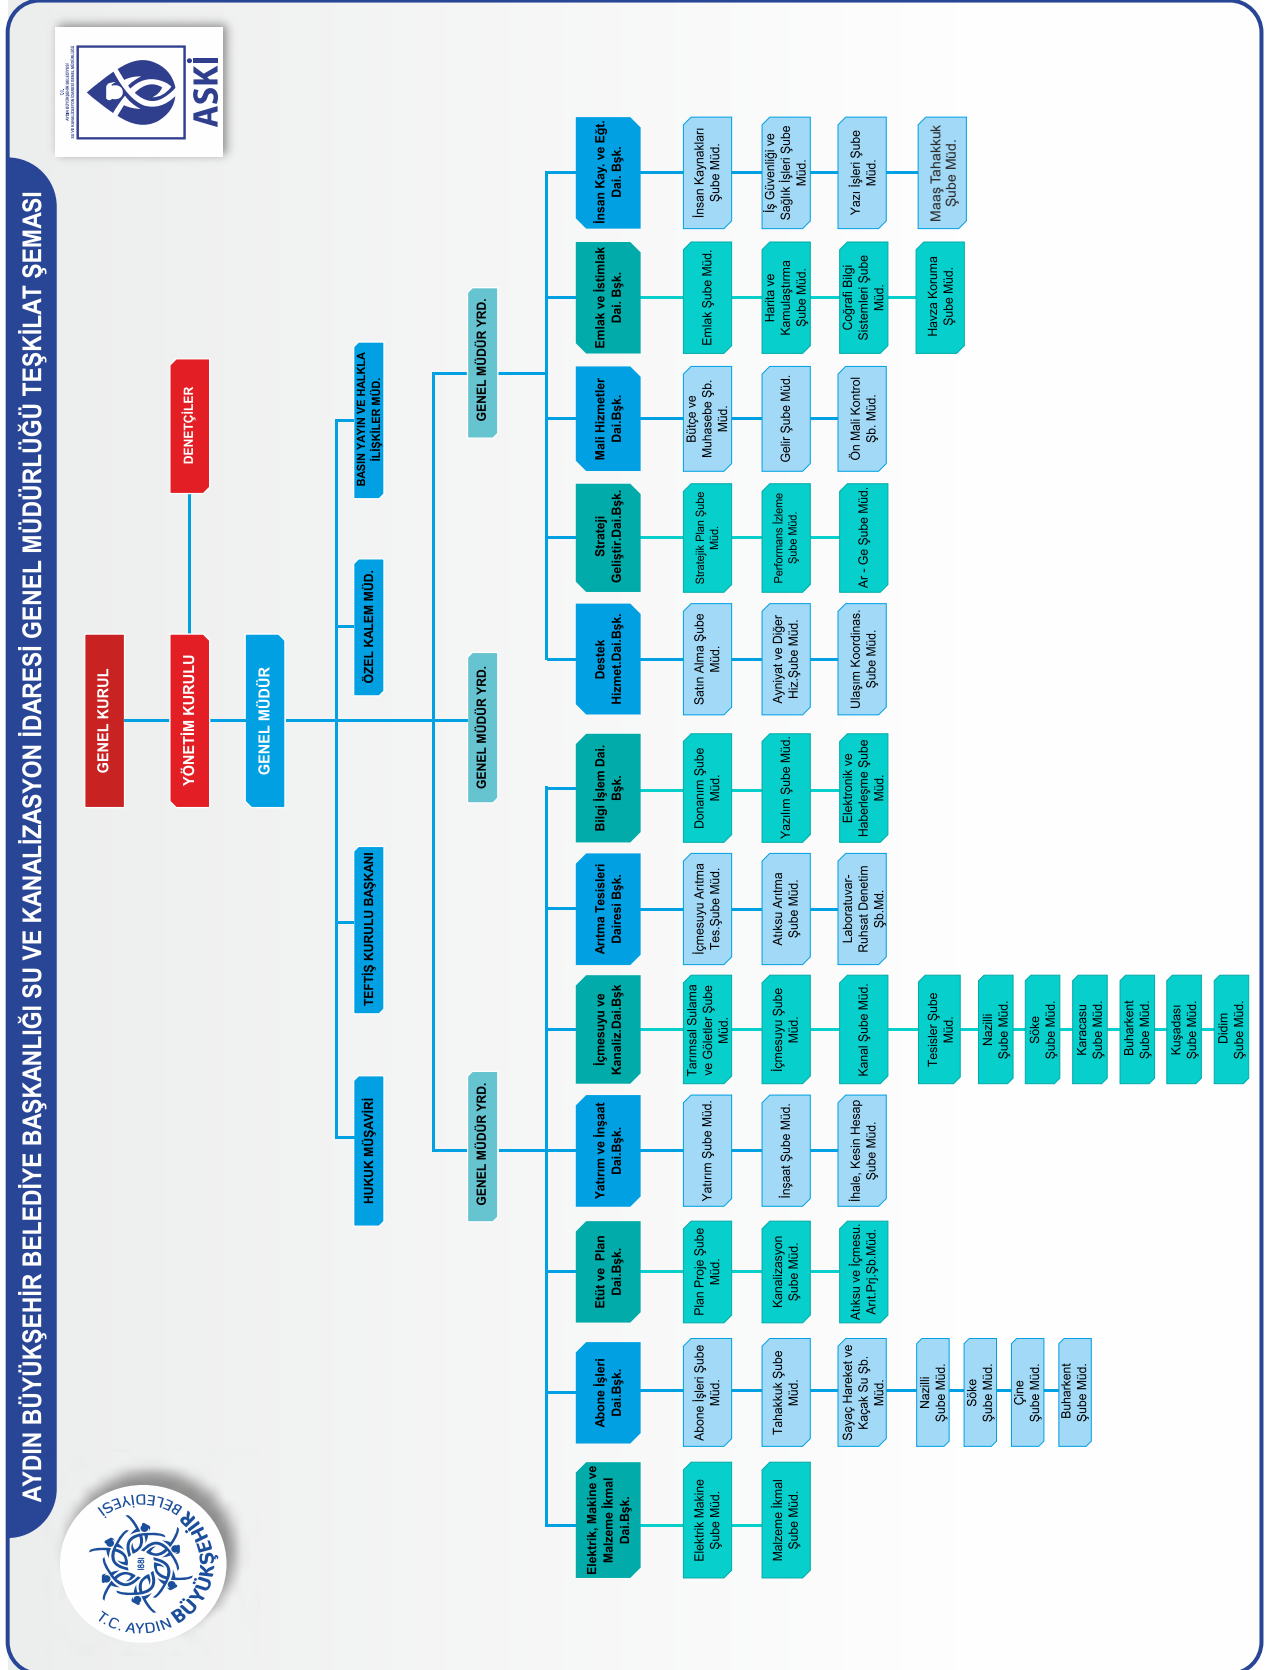 AYDIN BÜYÜKŞEHİR BELEDİYE BAŞKANLIĞI SU VE KANALİZASYON İDARESİ GENEL MÜDÜRLÜĞÜ TEŞKİLAT ŞEMASI
T.C. AYDIN BÜYÜKŞEHİR BELEDİYESİ
1881
T.C.
AYDIN BÜYÜKŞEHİR BELEDİYESİ
SU VE KANALİZASYON İDARESİ GENEL MÜDÜRLÜĞÜ
ASKİ
GENEL KURUL
YÖNETİM KURULU
DENETÇİLER
GENEL MÜDÜR
HUKUK MÜŞAVİRİ
TEFTİŞ KURULU BAŞKANI
ÖZEL KALEM MÜD.
BASIN YAYIN VE HALKLA
İLİŞKİLER MÜD.
GENEL MÜDÜR YRD.
GENEL MÜDÜR YRD.
GENEL MÜDÜR YRD.
Elektrik, Makine ve
Malzeme İkmal
Dai.Bşk.
Elektrik Makine
Şube Müd.
Malzeme İkmal
Şube Müd.
Abone İşleri
Dai.Bşk.
Abone İşleri Şube
Müd.
Tahakkuk Şube
Müd.
Sayaç Hareket ve
Kaçak Su Şb.
Müd.
Nazilli
Şube Müd.
Söke
Şube Müd.
Çine
Şube Müd.
Buharkent
Şube Müd.
Etüt ve Plan
Dai.Bşk.
Plan Proje Şube
Müd.
Kanalizasyon
Şube Müd.
Atıksu ve İçmesu.
Arıt.Prj.Şb.Müd.
Yatırım ve İnşaat
Dai.Bşk.
Yatırım Şube Müd.
İnşaat Şube Müd.
İhale, Kesin Hesap
Şube Müd.
İçmesuyu ve
Kanaliz.Dai.Bşk
Tarımsal Sulama
ve Göletler Şube
Müd.
İçmesuyu Şube
Müd.
Kanal Şube Müd.
Tesisler Şube
Müd.
Nazilli
Şube Müd.
Söke
Şube Müd.
Karacasu
Şube Müd.
Buharkent
Şube Müd.
Kuşadası
Şube Müd.
Didim
Şube Müd.
Arıtma Tesisleri
Dairesi Bşk.
İçmesuyu Arıtma
Tes.Şube Müd.
Atıksu Arıtma
Şube Müd.
Laboratuvar-
Ruhsat Denetim
Şb.Md.
Bilgi İşlem Dai.
Bşk.
Donanım Şube
Müd.
Yazılım Şube Müd.
Elektronik ve
Haberleşme Şube
Müd.
Destek
Hizmet.Dai.Bşk.
Satın Alma Şube
Müd.
Ayniyat ve Diğer
Hiz.Şube Müd.
Ulaşım Koordinas.
Şube Müd.
Strateji
Geliştir.Dai.Bşk.
Stratejik Plan Şube
Müd.
Performans İzleme
Şube Müd.
Ar - Ge Şube Müd.
Mali Hizmetler
Dai.Bşk.
Bütçe ve
Muhasebe Şb.
Müd.
Gelir Şube Müd.
Ön Mali Kontrol
Şb. Müd.
Emlak ve İstimlak
Dai. Bşk.
Emlak Şube Müd.
Harita ve
Kamulaştırma
Şube Müd.
Coğrafi Bilgi
Sistemleri Şube
Müd.
Havza Koruma
Şube Müd.
İnsan Kay. ve Eğt.
Dai. Bşk.
İnsan Kaynakları
Şube Müd.
İş Güvenliği ve
Sağlık İşleri Şube
Müd.
Yazı İşleri Şube
Müd.
Maaş Tahakkuk
Şube Müd.